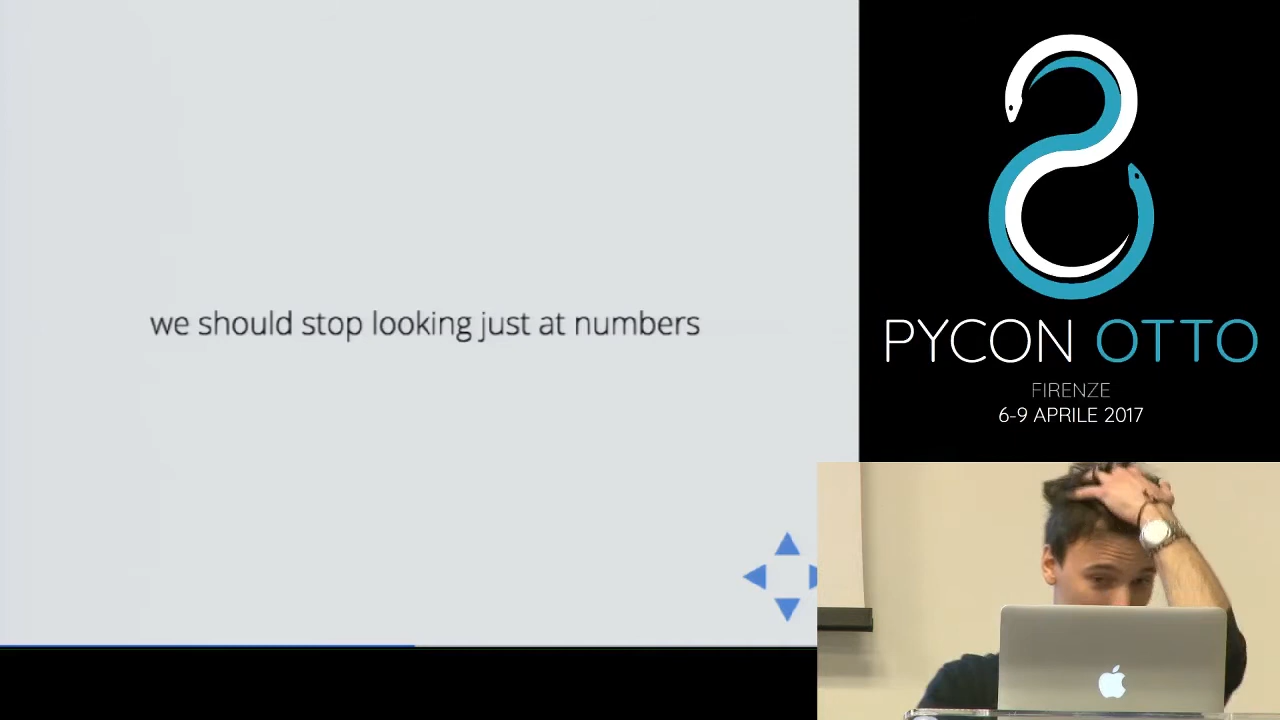 we should stop looking just at numbers
PYCON OTTO
FIRENZE
6-9 APRILE 2017